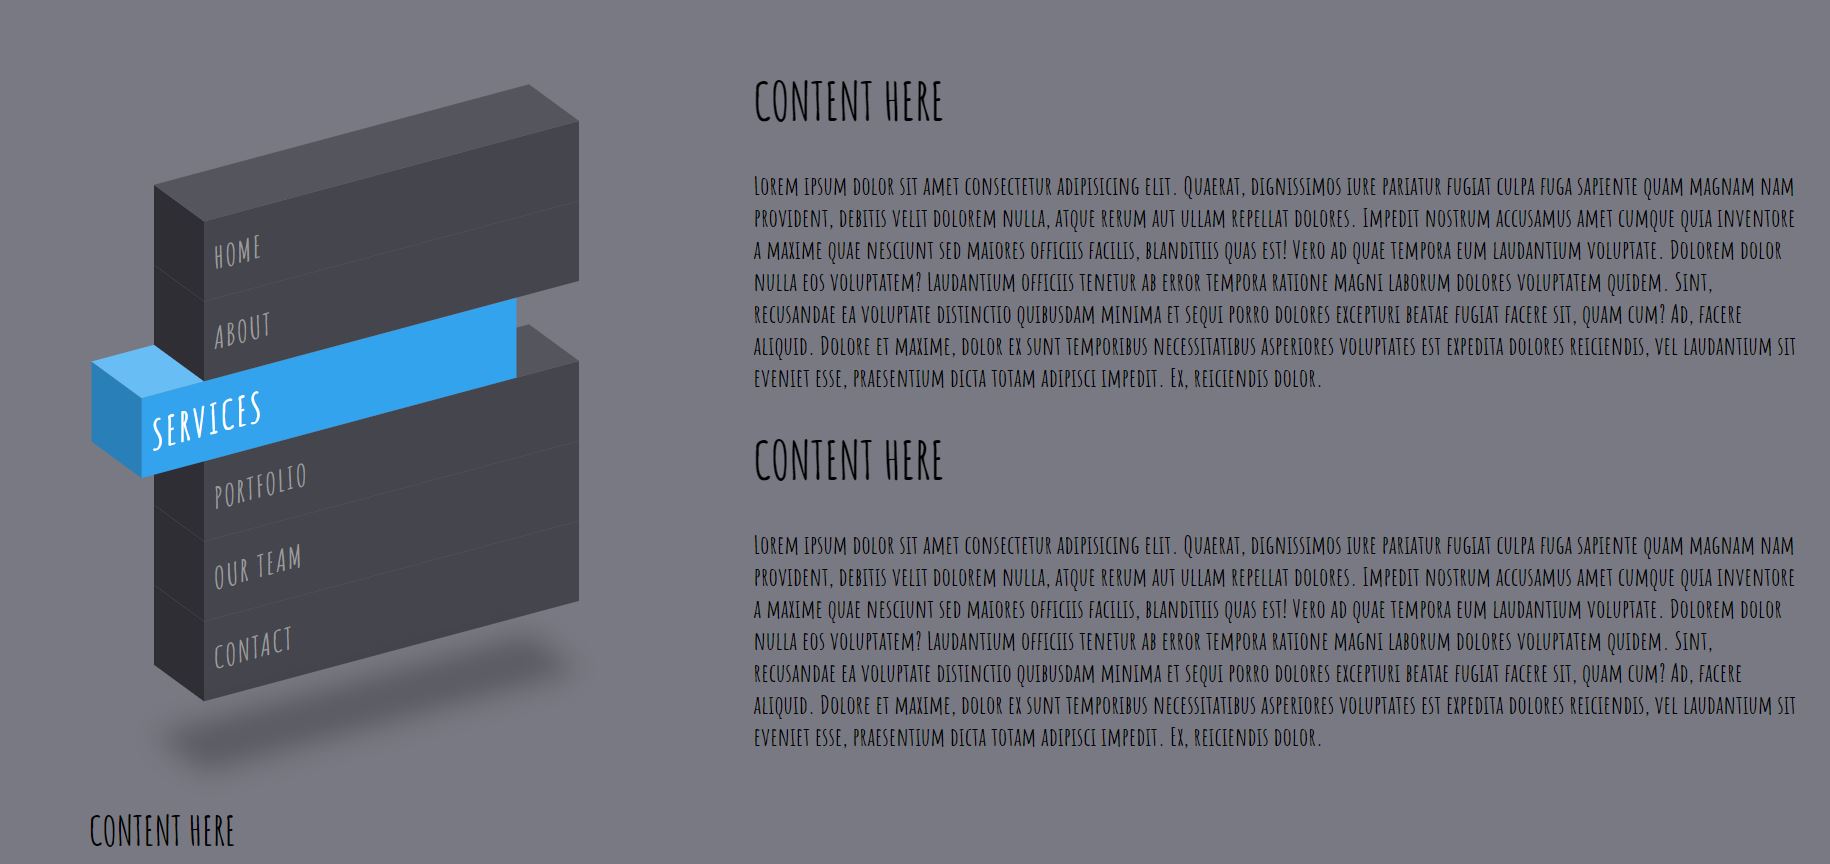 HOME
ABOUT
SERVICES
PORTFOLIO
OUR TEAM
CONTACT
CONTENT HERE
CONTENT HERE
Lorem ipsum dolor sit amet consectetur adipisicing elit. Quaerat, dignissimos iure pariatur fugiat culpa fuga sapiente quam magnam nam
provident, debitis velit dolorem nulla, atque rerum aut ullam repellat dolores. Impedit nostrum accusamus amet cumque quia inventore
a maxime quae nesciunt sed maiores officiis facilis, blanditiis quas est! Vero ad quae tempora eum laudantium voluptate. Dolorem dolor
nulla eos voluptatem? Laudantium officiis tenetur ab error tempora ratione magni laborum dolores voluptatem quidem. Sint,
recusandae ea voluptate distinctio quibusdam minima et sequi porro dolores excepturi beatae fugiat facere sit, quam cum? Ad, facere
aliquid. Dolore et maxime, dolor ex sunt temporibus necessitatibus asperiores voluptates est expedita dolores reiciendis, vel laudantium sit
eveniet esse, praesentium dicta totam adipisci impedit. Ex, reiciendis dolor.
CONTENT HERE
Lorem ipsum dolor sit amet consectetur adipisicing elit. Quaerat, dignissimos iure pariatur fugiat culpa fuga sapiente quam magnam nam
provident, debitis velit dolorem nulla, atque rerum aut ullam repellat dolores. Impedit nostrum accusamus amet cumque quia inventore
a maxime quae nesciunt sed maiores officiis facilis, blanditiis quas est! Vero ad quae tempora eum laudantium voluptate. Dolorem dolor
nulla eos voluptatem? Laudantium officiis tenetur ab error tempora ratione magni laborum dolores voluptatem quidem. Sint,
recusandae ea voluptate distinctio quibusdam minima et sequi porro dolores excepturi beatae fugiat facere sit, quam cum? Ad, facere
aliquid. Dolore et maxime, dolor ex sunt temporibus necessitatibus asperiores voluptates est expedita dolores reiciendis, vel laudantium sit
eveniet esse, praesentium dicta totam adipisci impedit. Ex, reiciendis dolor.